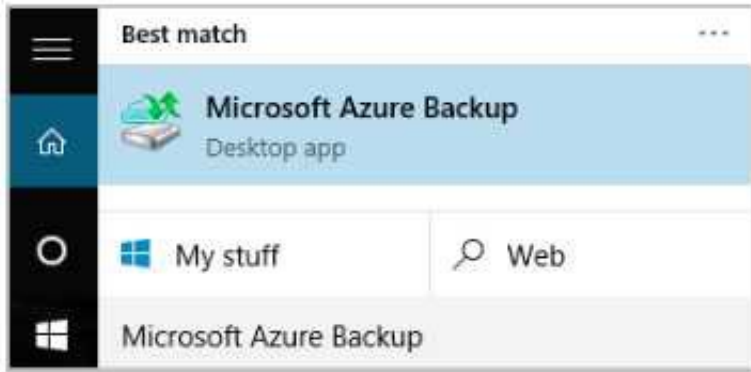 Best match
Microsoft Azure Backup
Desktop app
My stuff
Web
Microsoft Azure Backup